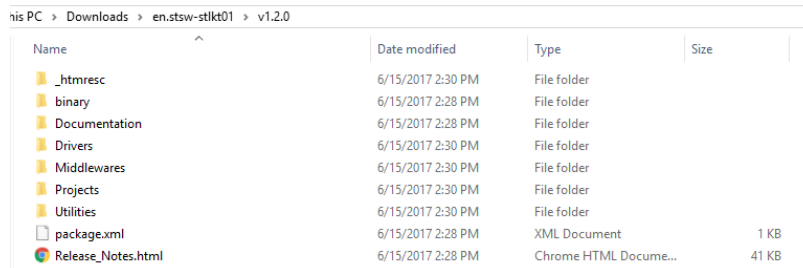 his PC > Downloads > en.stsw-stlkt01 > v1.2.0
Name Date modified Type Size
_htmresc 6/15/2017 2:30 PM File folder
binary 6/15/2017 2:28 PM File folder
Documentation 6/15/2017 2:28 PM File folder
Drivers 6/15/2017 2:30 PM File folder
Middlewares 6/15/2017 2:30 PM File folder
Projects 6/15/2017 2:30 PM File folder
Utilities 6/15/2017 2:30 PM File folder
package.xml 6/15/2017 2:28 PM XML Document 1 KB
Release_Notes.html 6/15/2017 2:28 PM Chrome HTML Docume... 41 KB